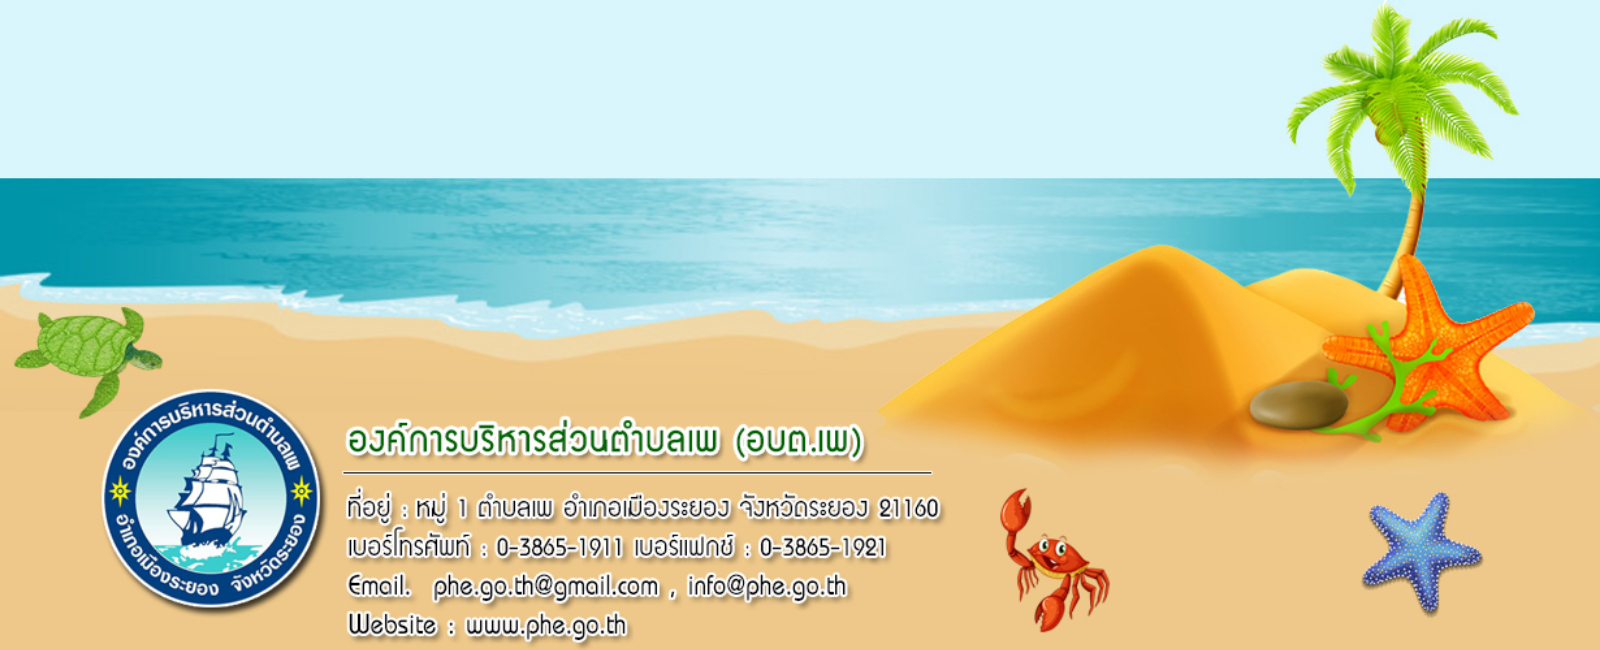 องค์การบริหารส่วนตำบลเพ
อำเภอเมืองระยอง จังหวัดระยอง
องค์การบริหารส่วนตำบลเพ (อบต.เพ)
ที่อยู่ : หมู่ 1 ตำบลเพ อำเภอเมืองระยอง จังหวัดระยอง 21160
เบอร์โทรศัพท์ : 0-3865-1911 เบอร์แฟกซ์ : 0-3865-1921
Email. phe.go.th@gmail.com , info@phe.go.th
Website : www.phe.go.th